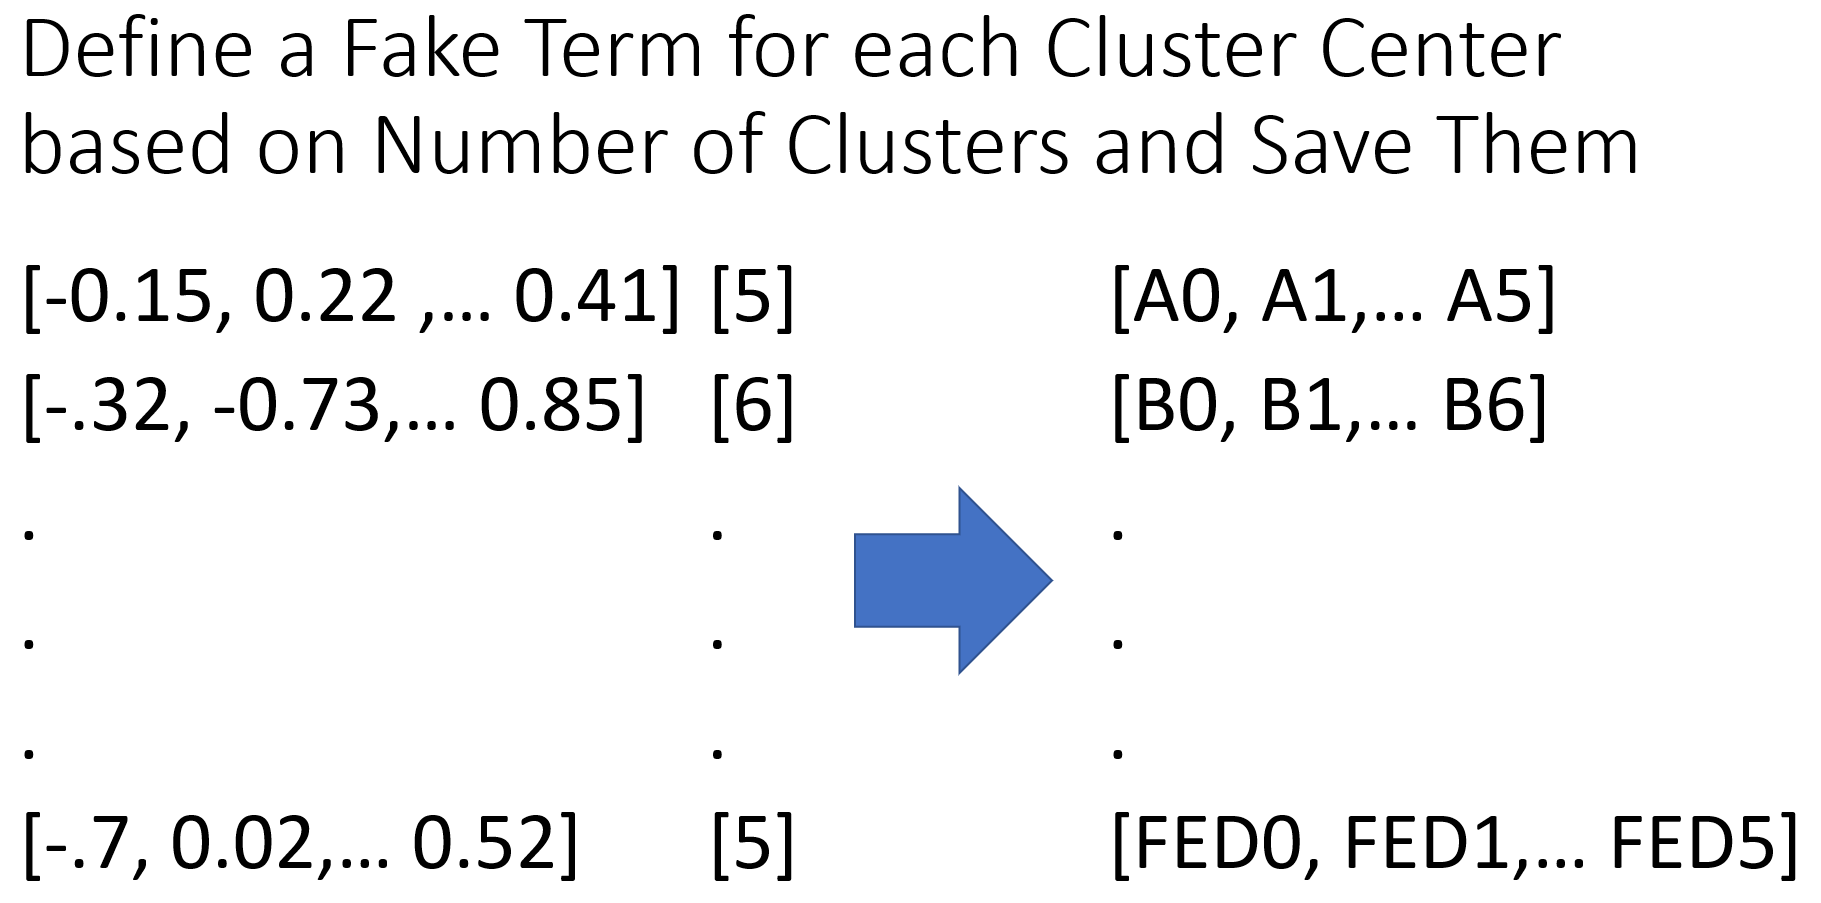 Define a Fake Term for each Cluster Center
based on Number of Clusters and Save Them
[-0.15, 0.22 ,... 0.41] [5] [A0, A1,... A5]
[-.32, -0.73,... 0.85] [6] [B0, B1,... B6]
. . .
. . .
. . .
[-.7, 0.02,... 0.52] [5] [FED0, FED1,... FED5]